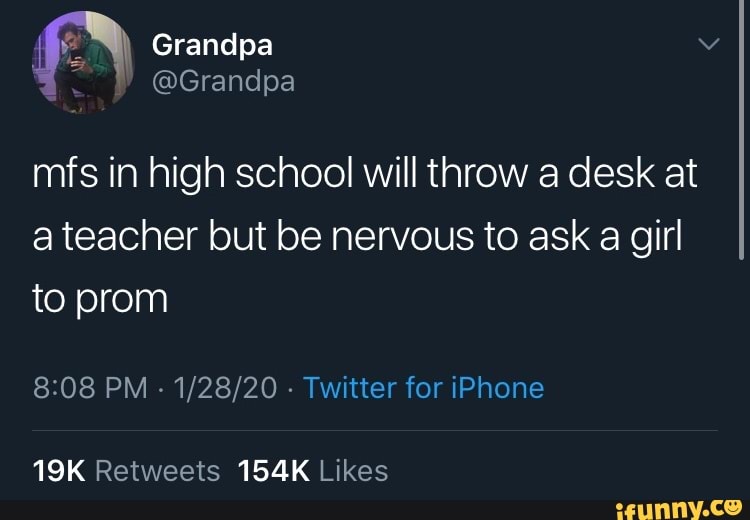 Grandpa
@Grandpa
mfs in high school will throw a desk at
a teacher but be nervous to ask a girl
to prom
8:08 PM · 1/28/20 · Twitter for iPhone
19K Retweets 154K Likes
ifunny.co